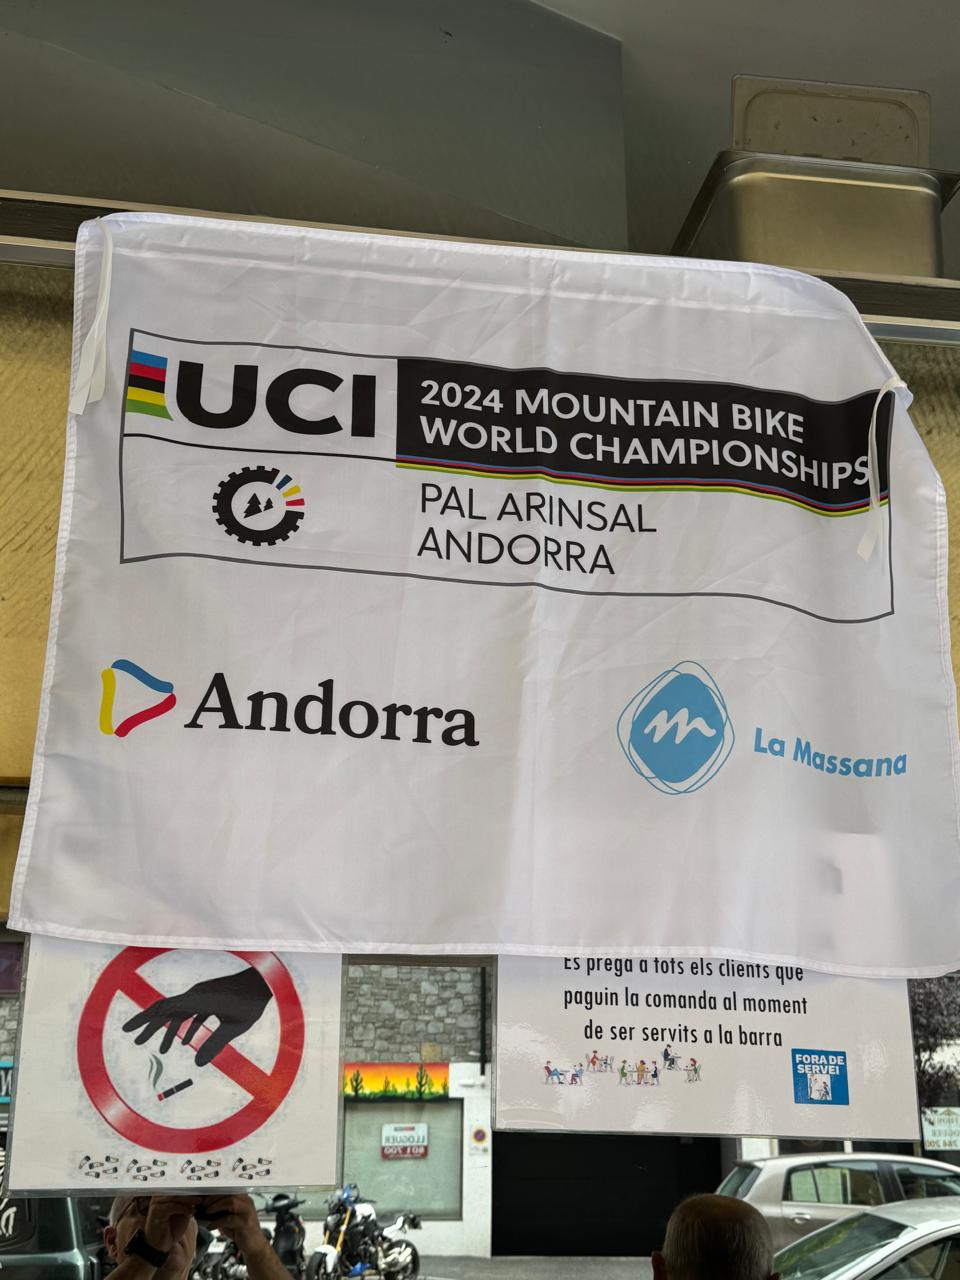 UCI
2024 MOUNTAIN BIKE
WORLD CHAMPIONSHIPS
PAL ARINSAL
ANDORRA
Andorra
La Massana
Es prega a tots els clients que
paguin la comanda al moment
de ser servits a la barra
FORA DE
SERVEI
LLOGUER